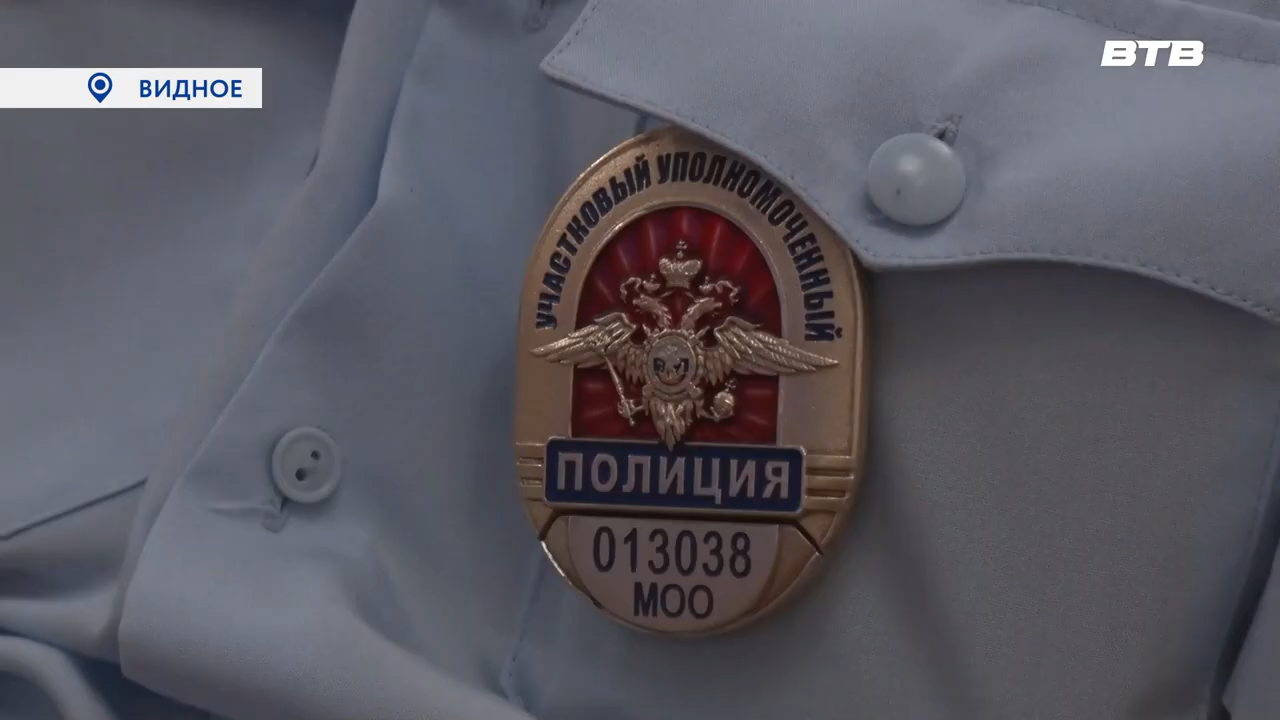 ВИДНОЕ
ВТВ
УЧАСТКОВЫЙ УПОЛНОМОЧЕННЫЙ
ПОЛИЦИЯ
013038
МОО